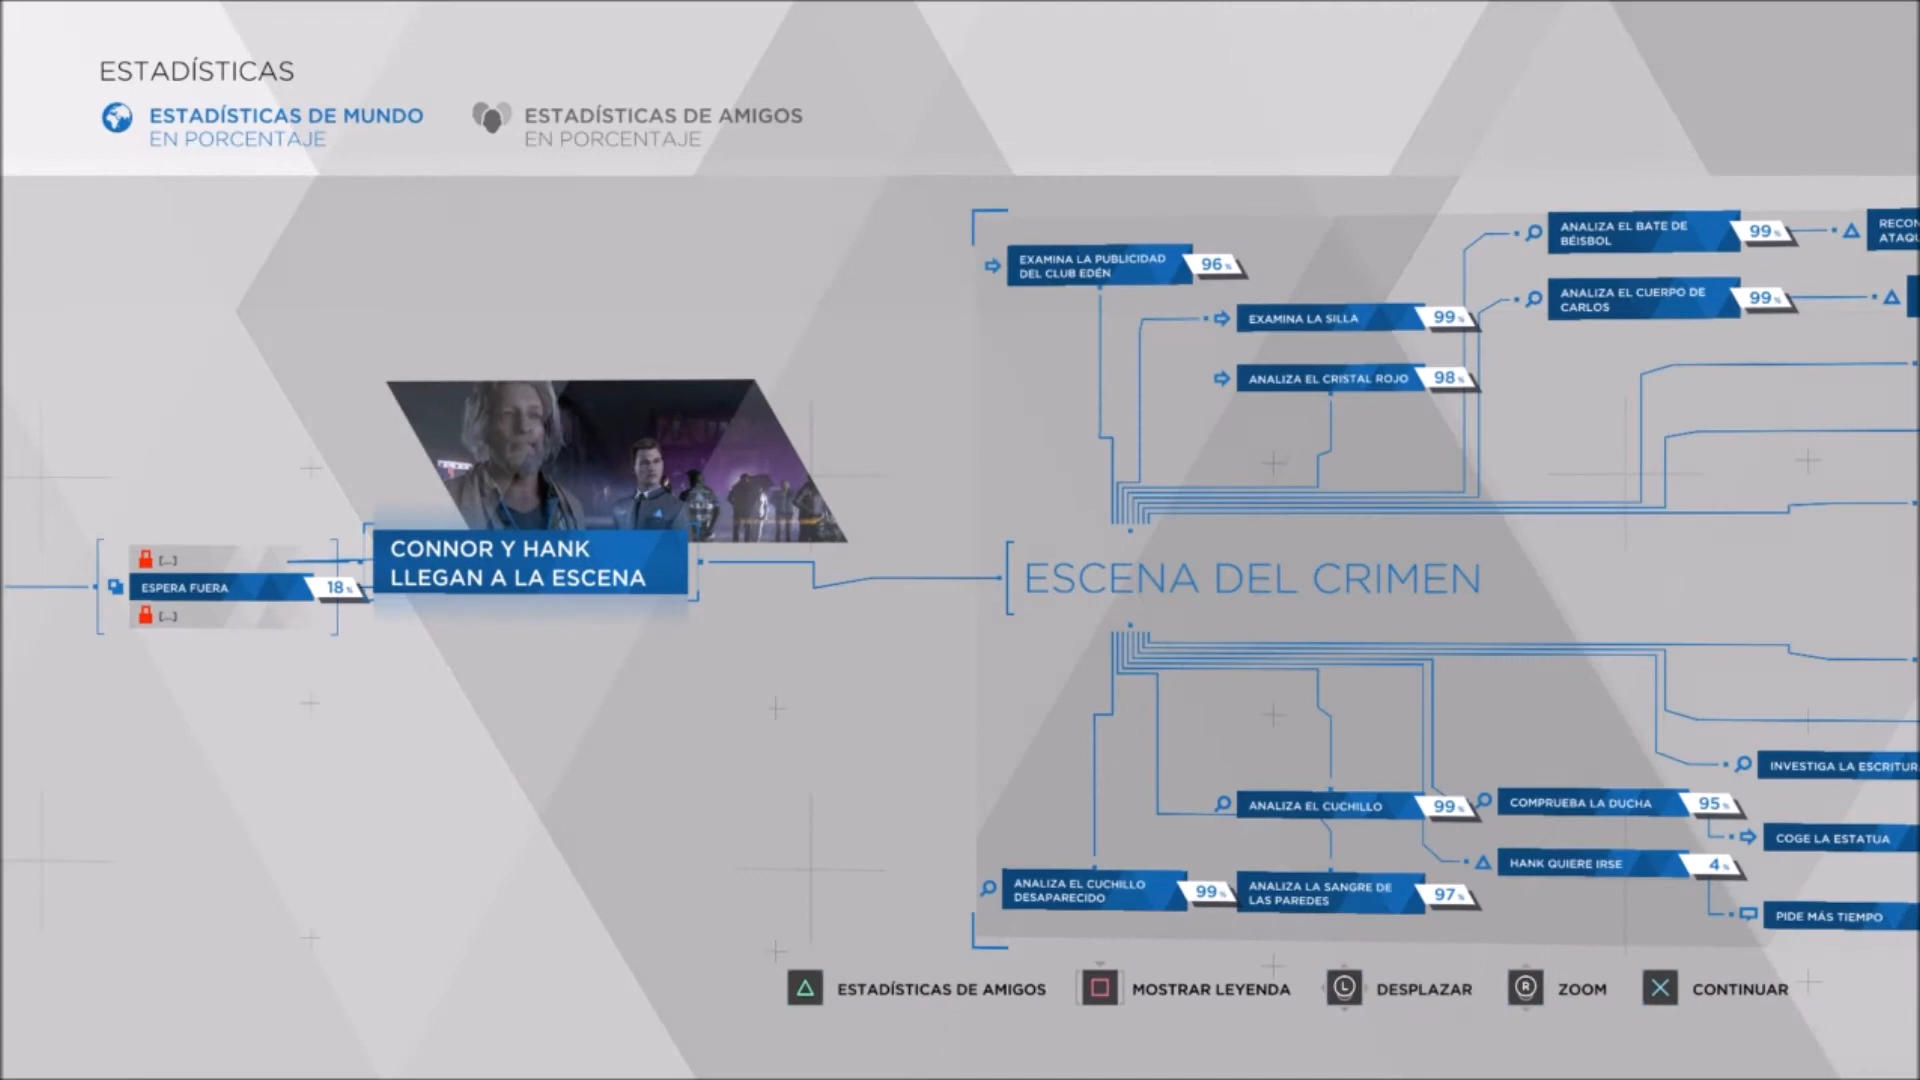 ESTADÍSTICAS
ESTADÍSTICAS DE MUNDO
EN PORCENTAJE
ESTADÍSTICAS DE AMIGOS
EN PORCENTAJE
EXAMINA LA PUBLICIDAD
DEL CLUB EDÉN
96%
EXAMINA LA SILLA
99%
ANALIZA EL CRISTAL ROJO
98%
ANALIZA EL BATE DE
BÉISBOL
99%
RECON
ATAQU
ANALIZA EL CUERPO DE
CARLOS
99%
[...]
ESPERA FUERA
18%
[...]
CONNOR Y HANK
LLEGAN A LA ESCENA
ESCENA DEL CRIMEN
INVESTIGA LA ESCRITUR
ANALIZA EL CUCHILLO
99%
COMPRUEBA LA DUCHA
95%
COGE LA ESTATUA
HANK QUIERE IRSE
4%
PIDE MÁS TIEMPO
ANALIZA EL CUCHILLO
DESAPARECIDO
99%
ANALIZA LA SANGRE DE
LAS PAREDES
97%
ESTADÍSTICAS DE AMIGOS
MOSTRAR LEYENDA
L
DESPLAZAR
R
ZOOM
CONTINUAR